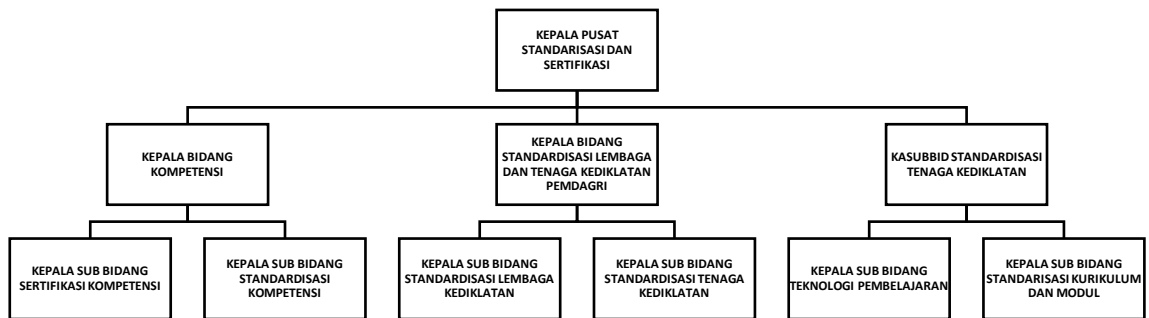 KEPALA PUSAT
STANDARISASI DAN
SERTIFIKASI
KEPALA BIDANG
KOMPETENSI
KEPALA BIDANG
STANDARDISASI LEMBAGA
DAN TENAGA KEDIKLATAN
PEMDAGRI
KASUBBID STANDARDISASI
TENAGA KEDIKLATAN
KEPALA SUB BIDANG
SERTIFIKASI KOMPETENSI
KEPALA SUB BIDANG
STANDARDISASI
KOMPETENSI
KEPALA SUB BIDANG
STANDARDISASI LEMBAGA
KEDIKLATAN
KEPALA SUB BIDANG
STANDARDISASI TENAGA
KEDIKLATAN
KEPALA SUB BIDANG
TEKNOLOGI PEMBELAJARAN
KEPALA SUB BIDANG
STANDARISASI KURIKULUM
DAN MODUL